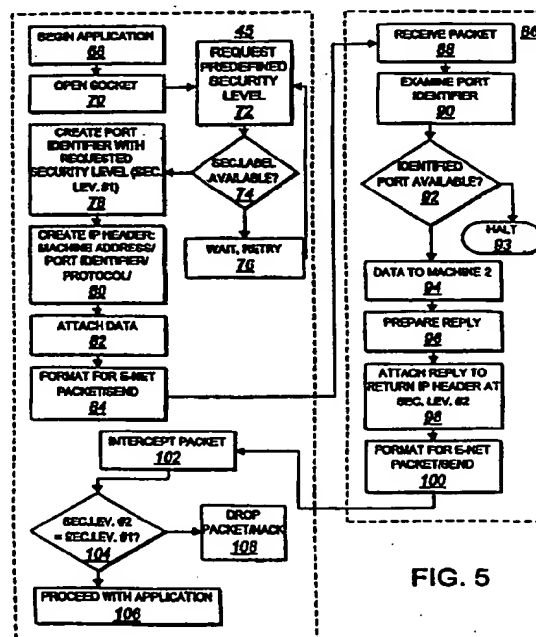 BEGIN APPLICATION
68
OPEN SOCKET
70
45
REQUEST
PREDEFINED
SECURITY
LEVEL
72
SEC.LABEL
AVAILABLE?
74
WAIT, RETRY
76
CREATE PORT
IDENTIFIER WITH
REQUESTED
SECURITY LEVEL (SEC.
LEV. #1)
78
CREATE IP HEADER:
MACHINE ADDRESS/
PORT IDENTIFIER/
PROTOCOL/
80
ATTACH DATA
82
FORMAT FOR E-NET
PACKET/SEND
84
86
RECEIVE PACKET
88
EXAMINE PORT
IDENTIFIER
90
IDENTIFIED
PORT AVAILABLE?
92
HALT
93
DATA TO MACHINE 2
94
PREPARE REPLY
96
ATTACH REPLY TO
RETURN IP HEADER AT
SEC. LEV. #2
98
FORMAT FOR E-NET
PACKET/SEND
100
INTERCEPT PACKET
102
SEC.LEV. #2
= SEC.LEV. #1?
104
DROP
PACKET/NACK
108
PROCEED WITH APPLICATION
106
FIG. 5